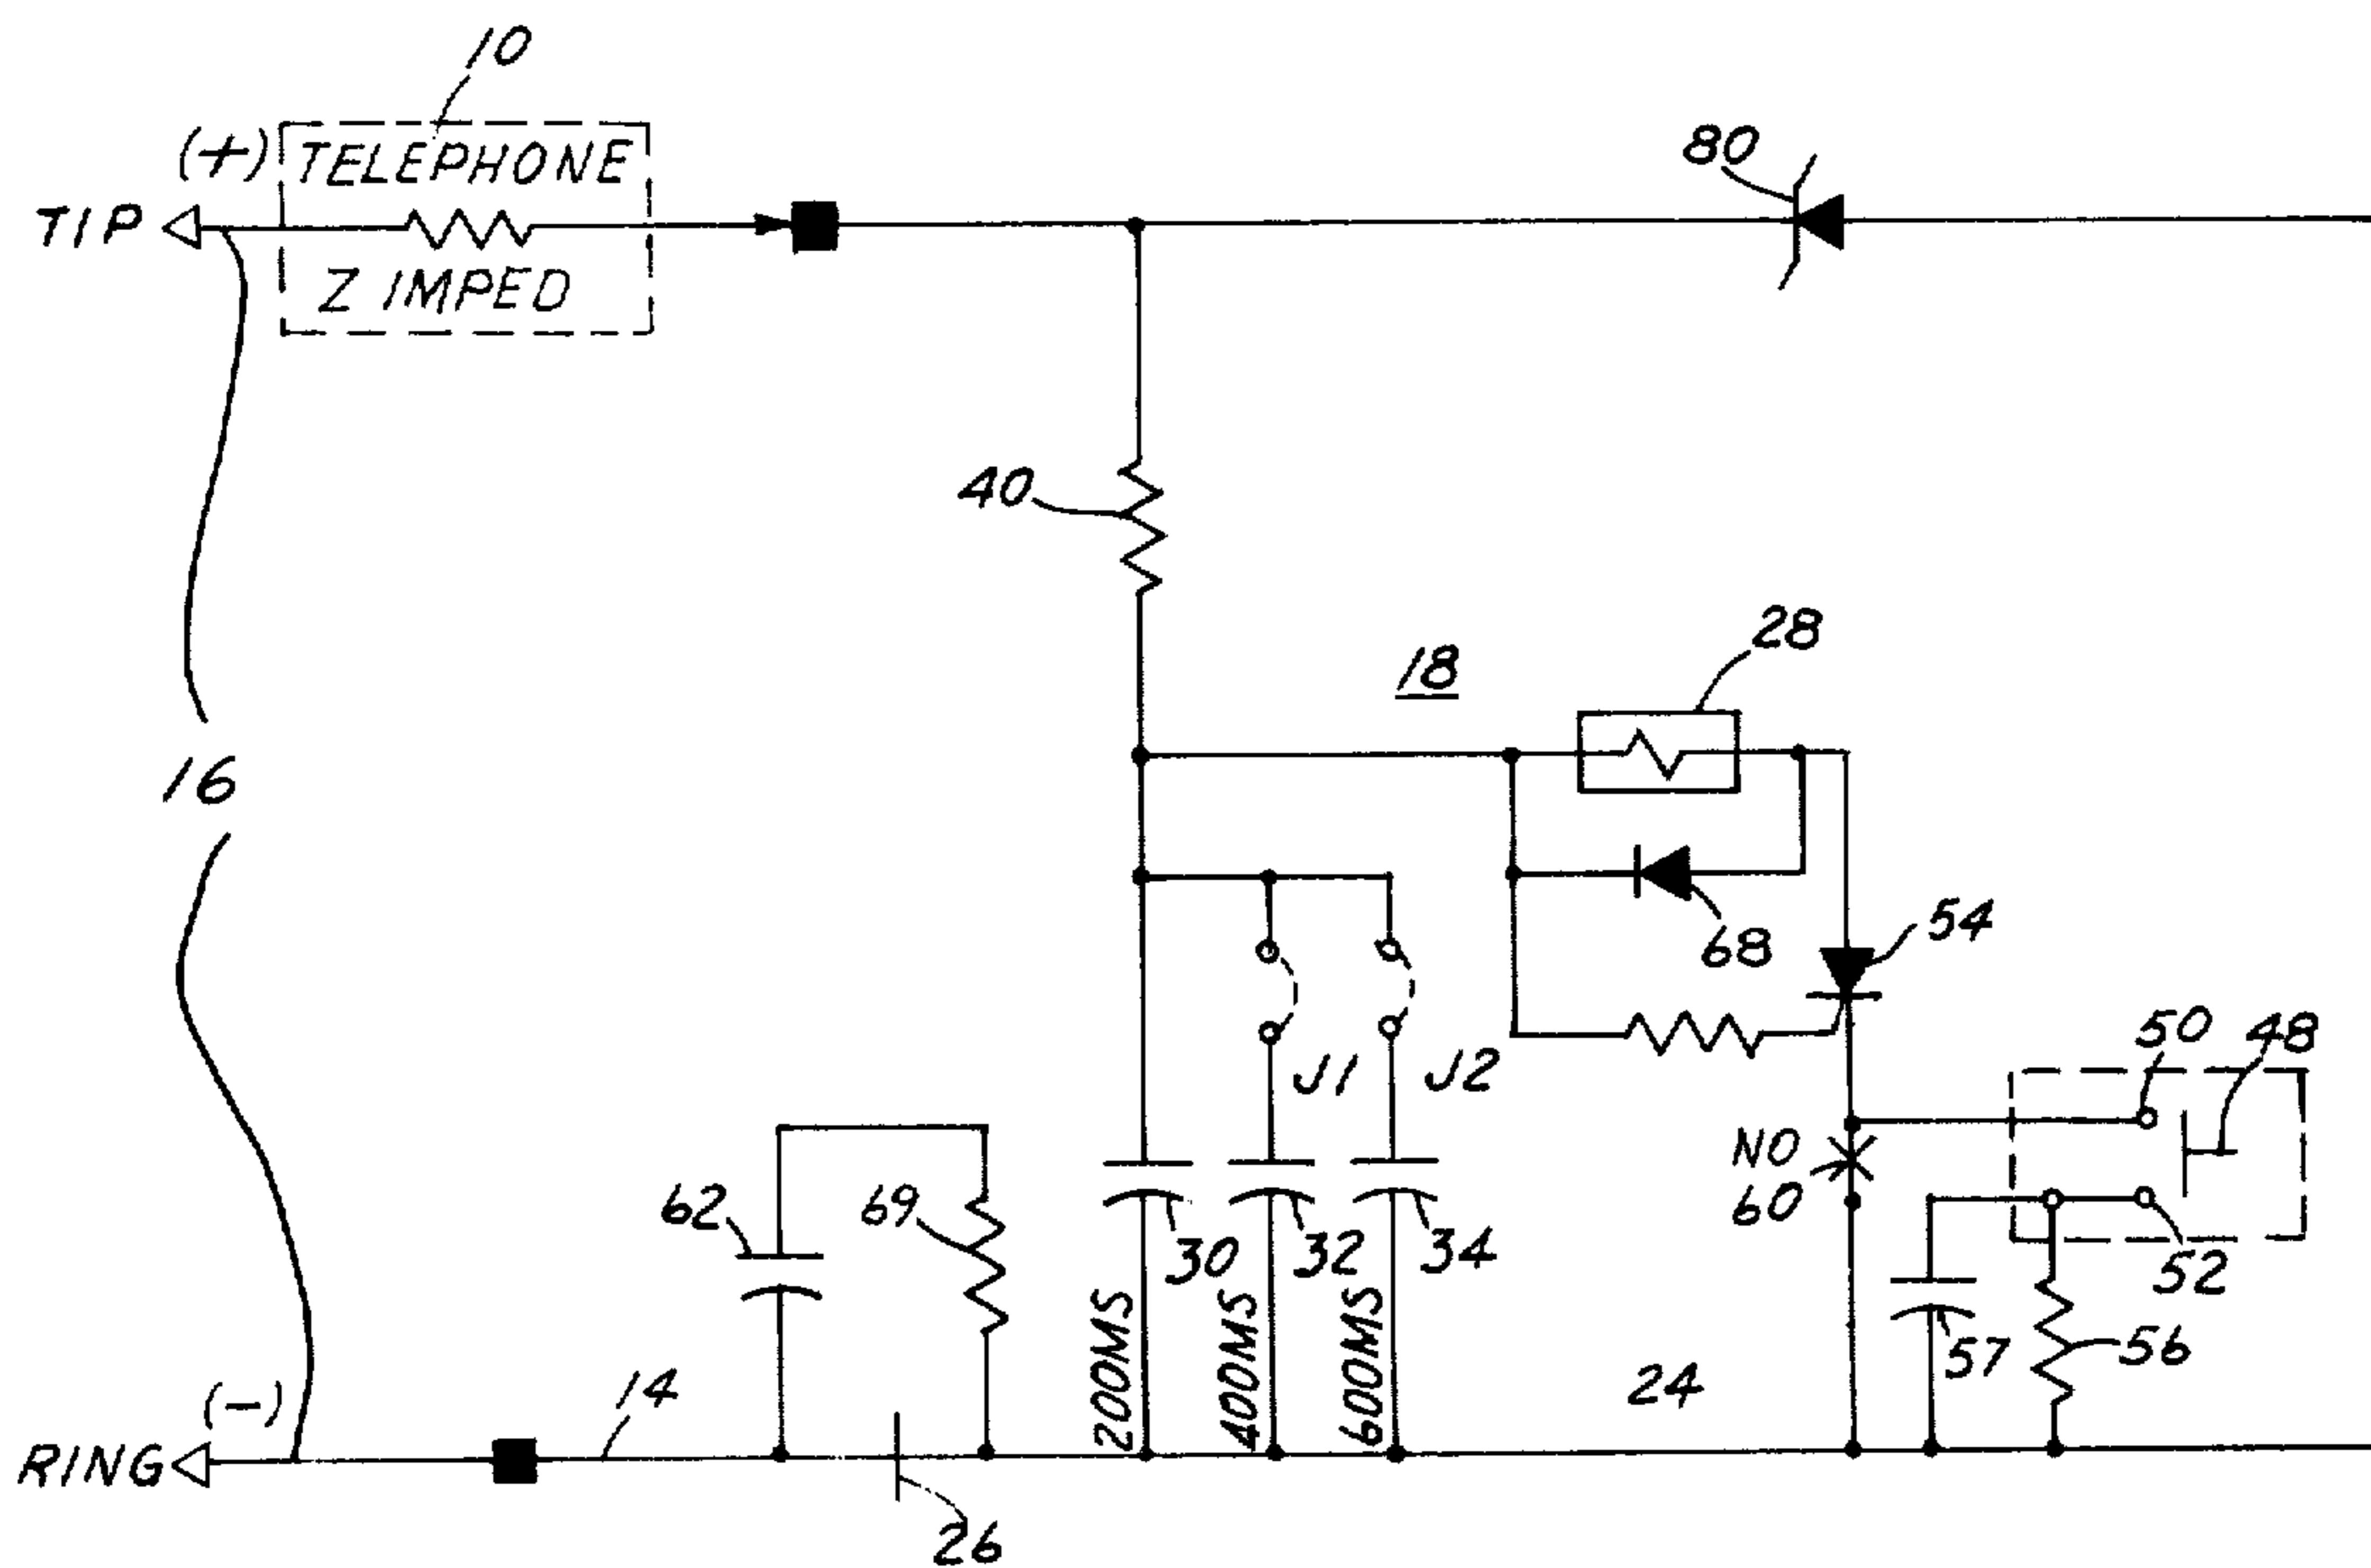 10
(+) TELEPHONE
80
TIP
Z IMPED
40
28
18
16
54
68
50 48
J1 J2
NO
60
62 69
30 32 34
52
200MS 400MS 600MS
57 56
24
(-) 14
RING
26